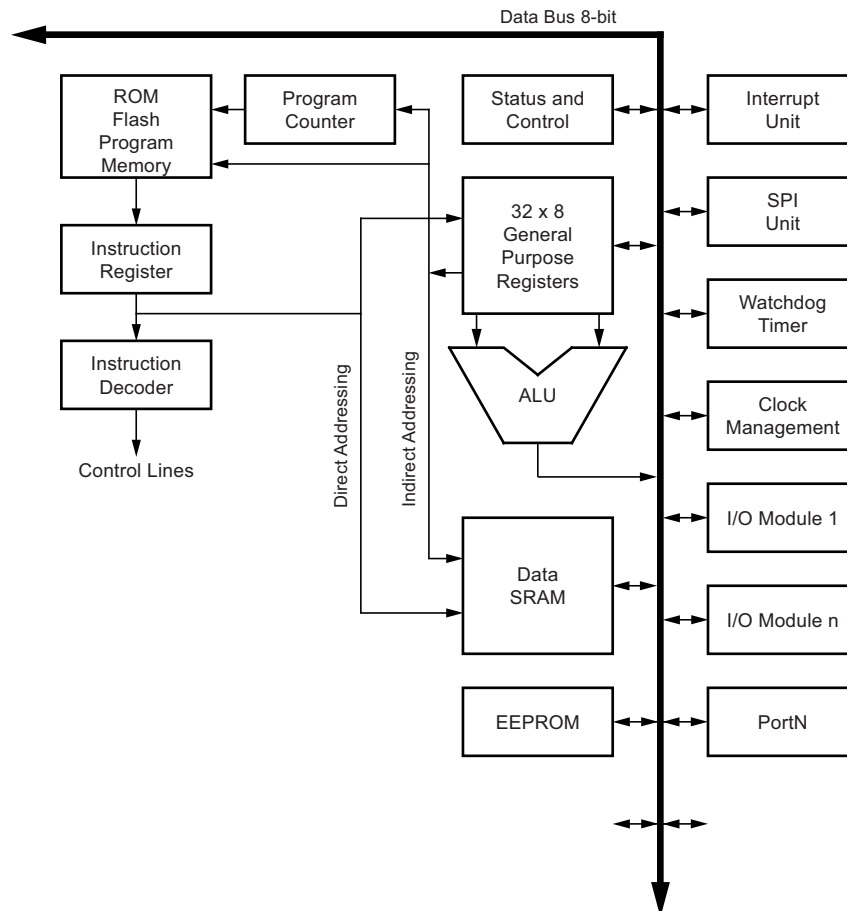 Data Bus 8-bit
ROM
Flash
Program
Memory
Program
Counter
Status and
Control
Interrupt
Unit
32 x 8
General
Purpose
Registers
SPI
Unit
Instruction
Register
Watchdog
Timer
Instruction
Decoder
ALU
Clock
Management
Control Lines
Direct Addressing
Indirect Addressing
I/O Module 1
Data
SRAM
I/O Module n
EEPROM
PortN